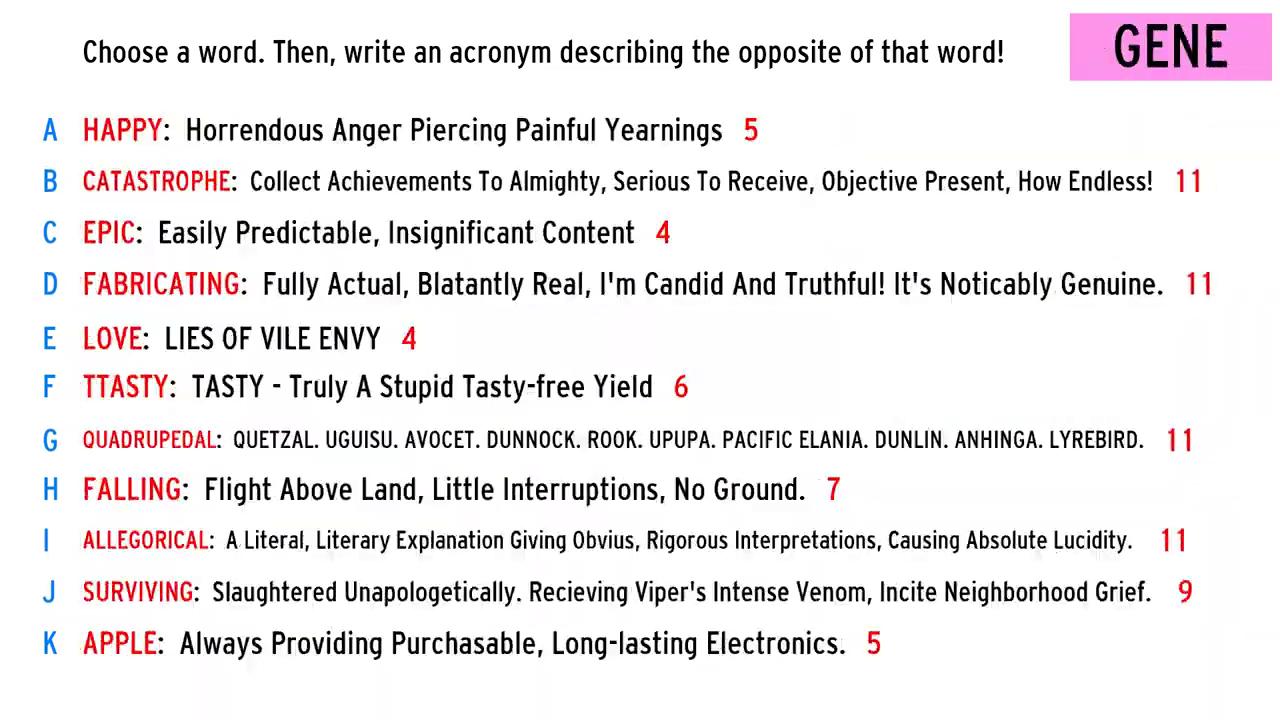 Choose a word. Then, write an acronym describing the opposite of that word!
GENE
A HAPPY: Horrendous Anger Piercing Painful Yearnings 5
B CATASTROPHE: Collect Achievements To Almighty, Serious To Receive, Objective Present, How Endless! 11
C EPIC: Easily Predictable, Insignificant Content 4
D FABRICATING: Fully Actual, Blatantly Real, I'm Candid And Truthful! It's Noticably Genuine. 11
E LOVE: LIES OF VILE ENVY 4
F TTASTY: TASTY - Truly A Stupid Tasty-free Yield 6
G QUADRUPEDAL: QUETZAL. UGUISU. AVOCET. DUNNOCK. ROOK. UPUPA. PACIFIC ELANIA. DUNLIN. ANHINGA. LYREBIRD. 11
H FALLING: Flight Above Land, Little Interruptions, No Ground. 7
I ALLEGORICAL: A Literal, Literary Explanation Giving Obvius, Rigorous Interpretations, Causing Absolute Lucidity. 11
J SURVIVING: Slaughtered Unapologetically. Recieving Viper's Intense Venom, Incite Neighborhood Grief. 9
K APPLE: Always Providing Purchasable, Long-lasting Electronics. 5